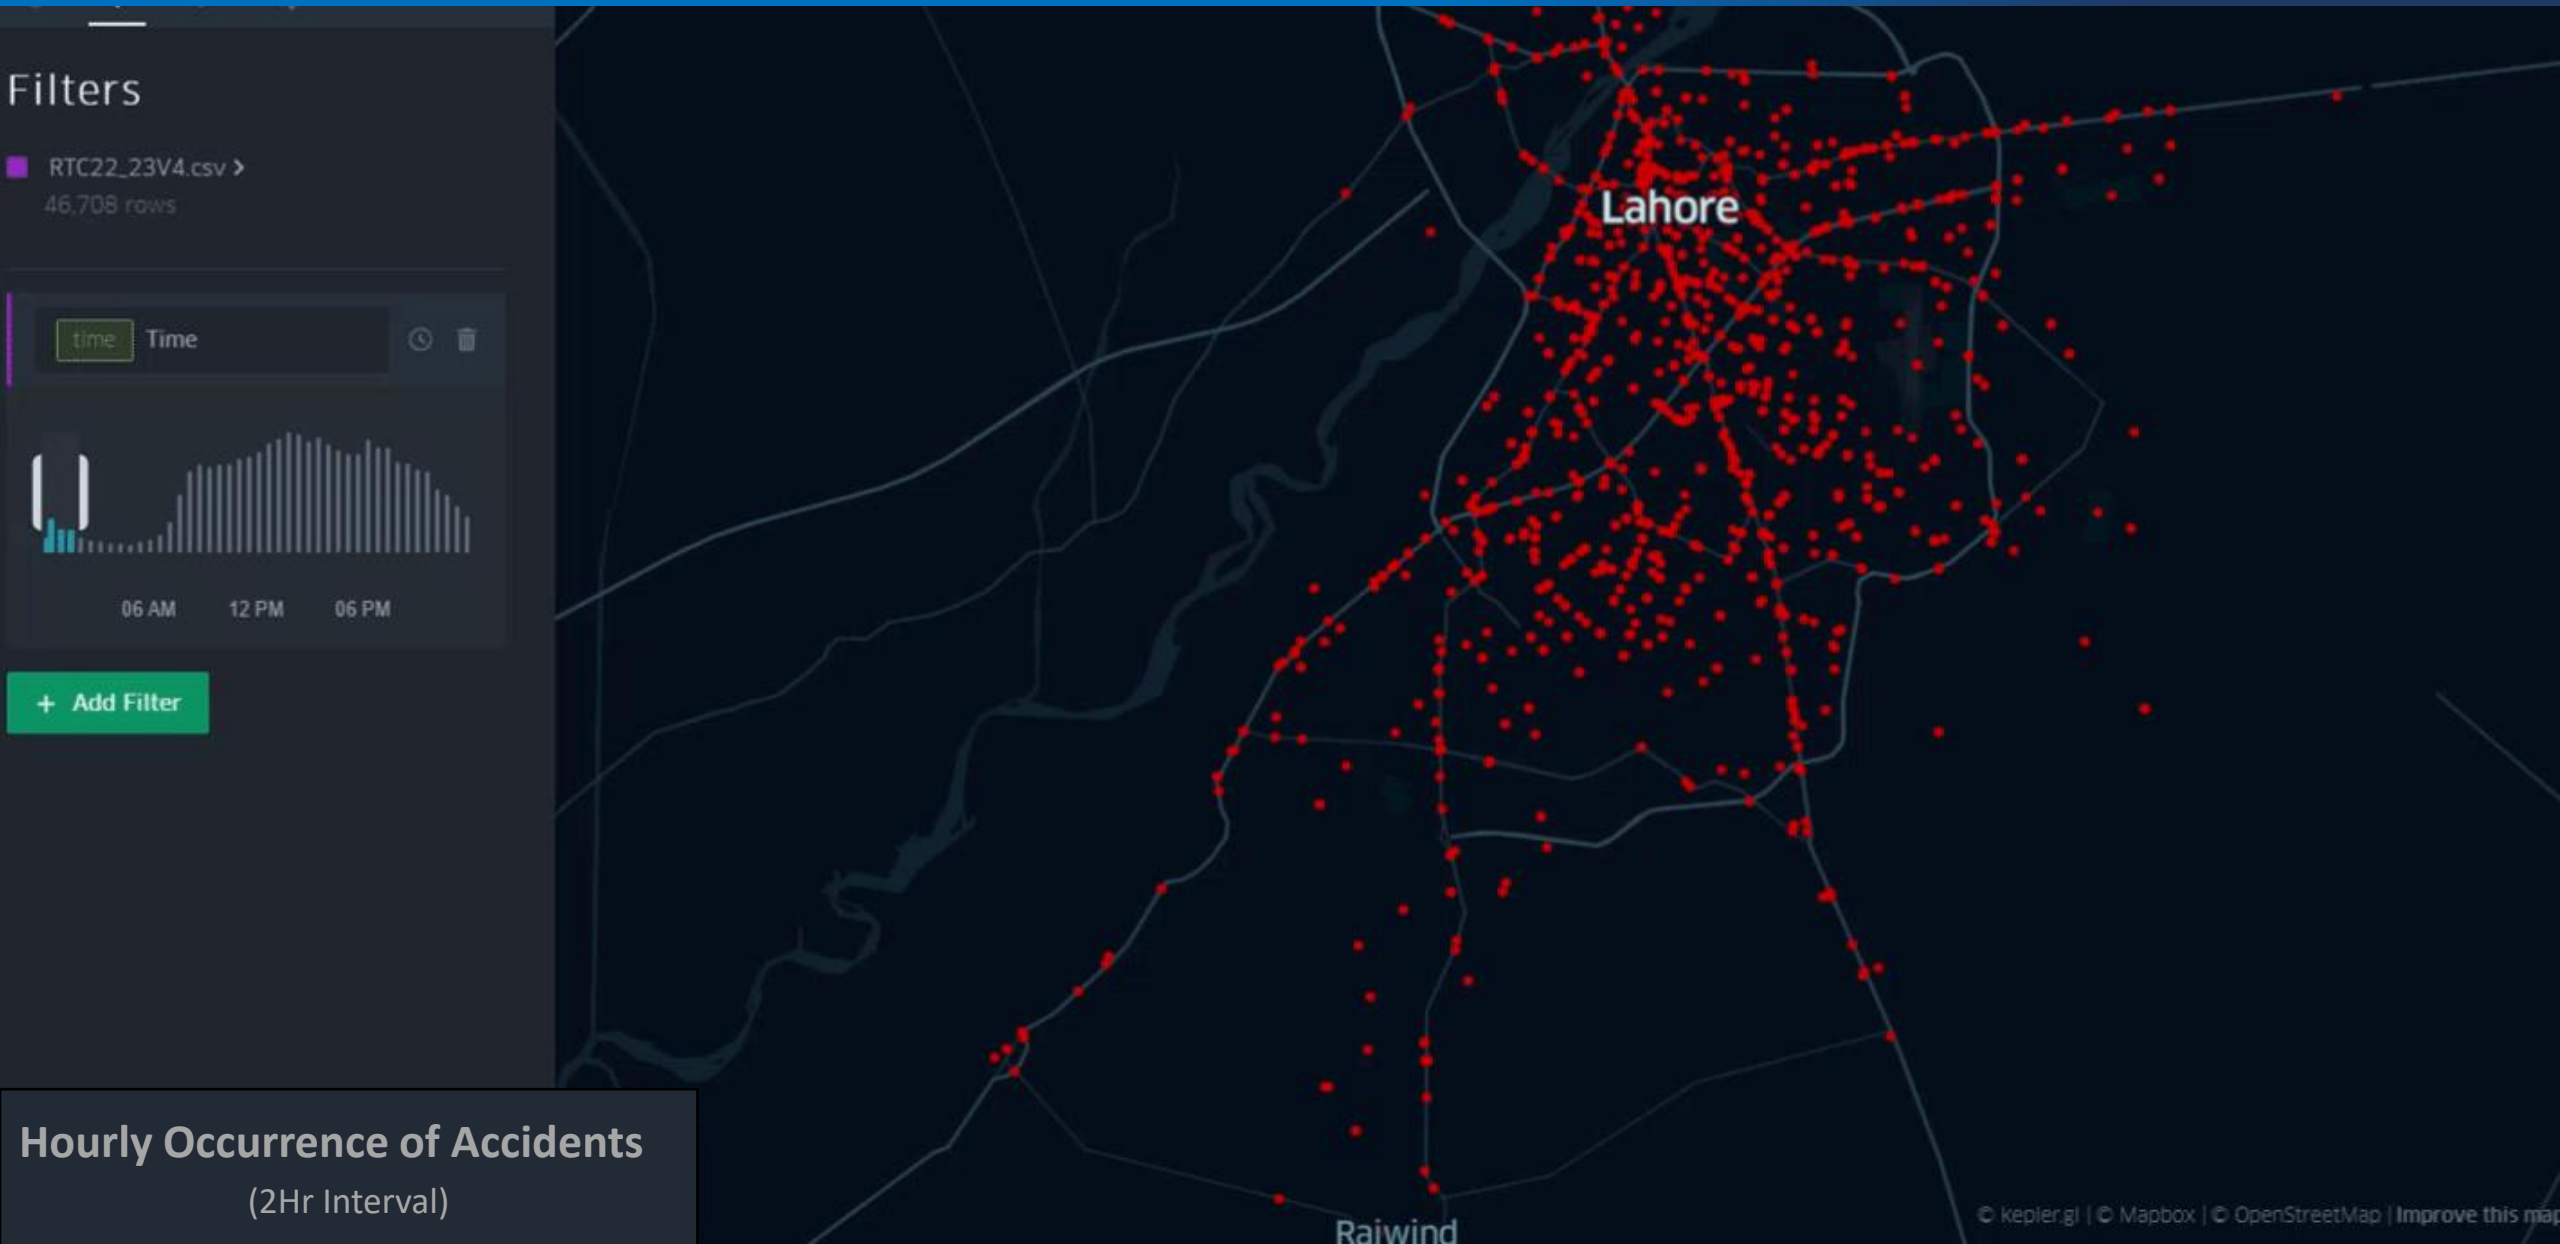 Filters
RTC22_23V4.csv >
46,708 rows
time Time
06 AM 12 PM 06 PM
+ Add Filter
Lahore
Raiwind
Hourly Occurrence of Accidents
(2Hr Interval)
© kepler.gl | © Mapbox | © OpenStreetMap | Improve this map